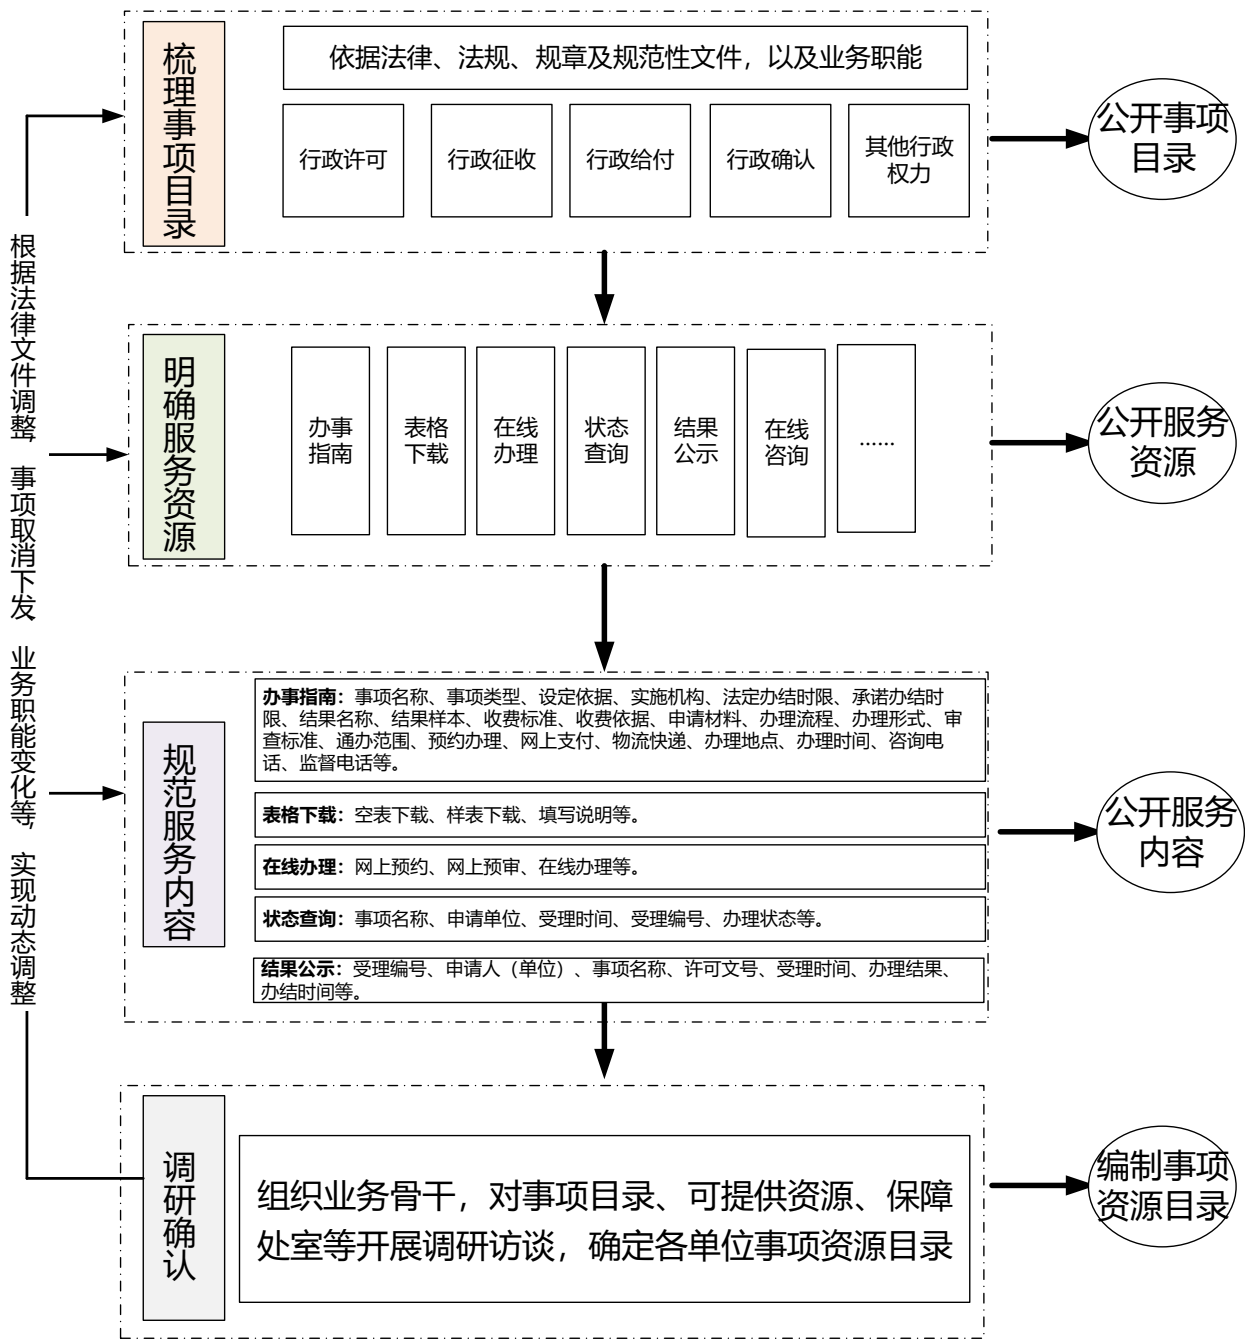 梳理事项目录
依据法律、法规、规章及规范性文件，以及业务职能
行政许可
行政征收
行政给付
行政确认
其他行政
权力
公开事项
目录
根据法律文件调整，事项取消下发，业务职能变化等，实现动态调整
明确服务资源
办事
指南
表格
下载
在线
办理
状态
查询
结果
公示
在线
咨询
……
公开服务
资源
规范服务内容
办事指南：事项名称、事项类型、设定依据、实施机构、法定办结时限、承诺办结时
限、结果名称、结果样本、收费标准、收费依据、申请材料、办理流程、办理形式、审
查标准、通办范围、预约办理、网上支付、物流快递、办理地点、办理时间、咨询电
话、监督电话等。
表格下载：空表下载、样表下载、填写说明等。
在线办理：网上预约、网上预审、在线办理等。
状态查询：事项名称、申请单位、受理时间、受理编号、办理状态等。
结果公示：受理编号、申请人（单位）、事项名称、许可文号、受理时间、办理结果、
办结时间等。
公开服务
内容
调研确认
组织业务骨干，对事项目录、可提供资源、保障
处室等开展调研访谈，确定各单位事项资源目录
编制事项
资源目录